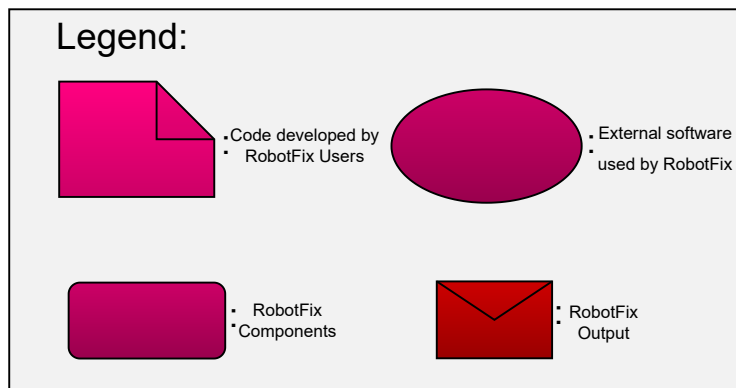 Legend:
: Code developed by
RobotFix Users
: External software
used by RobotFix
: RobotFix
Components
: RobotFix
Output